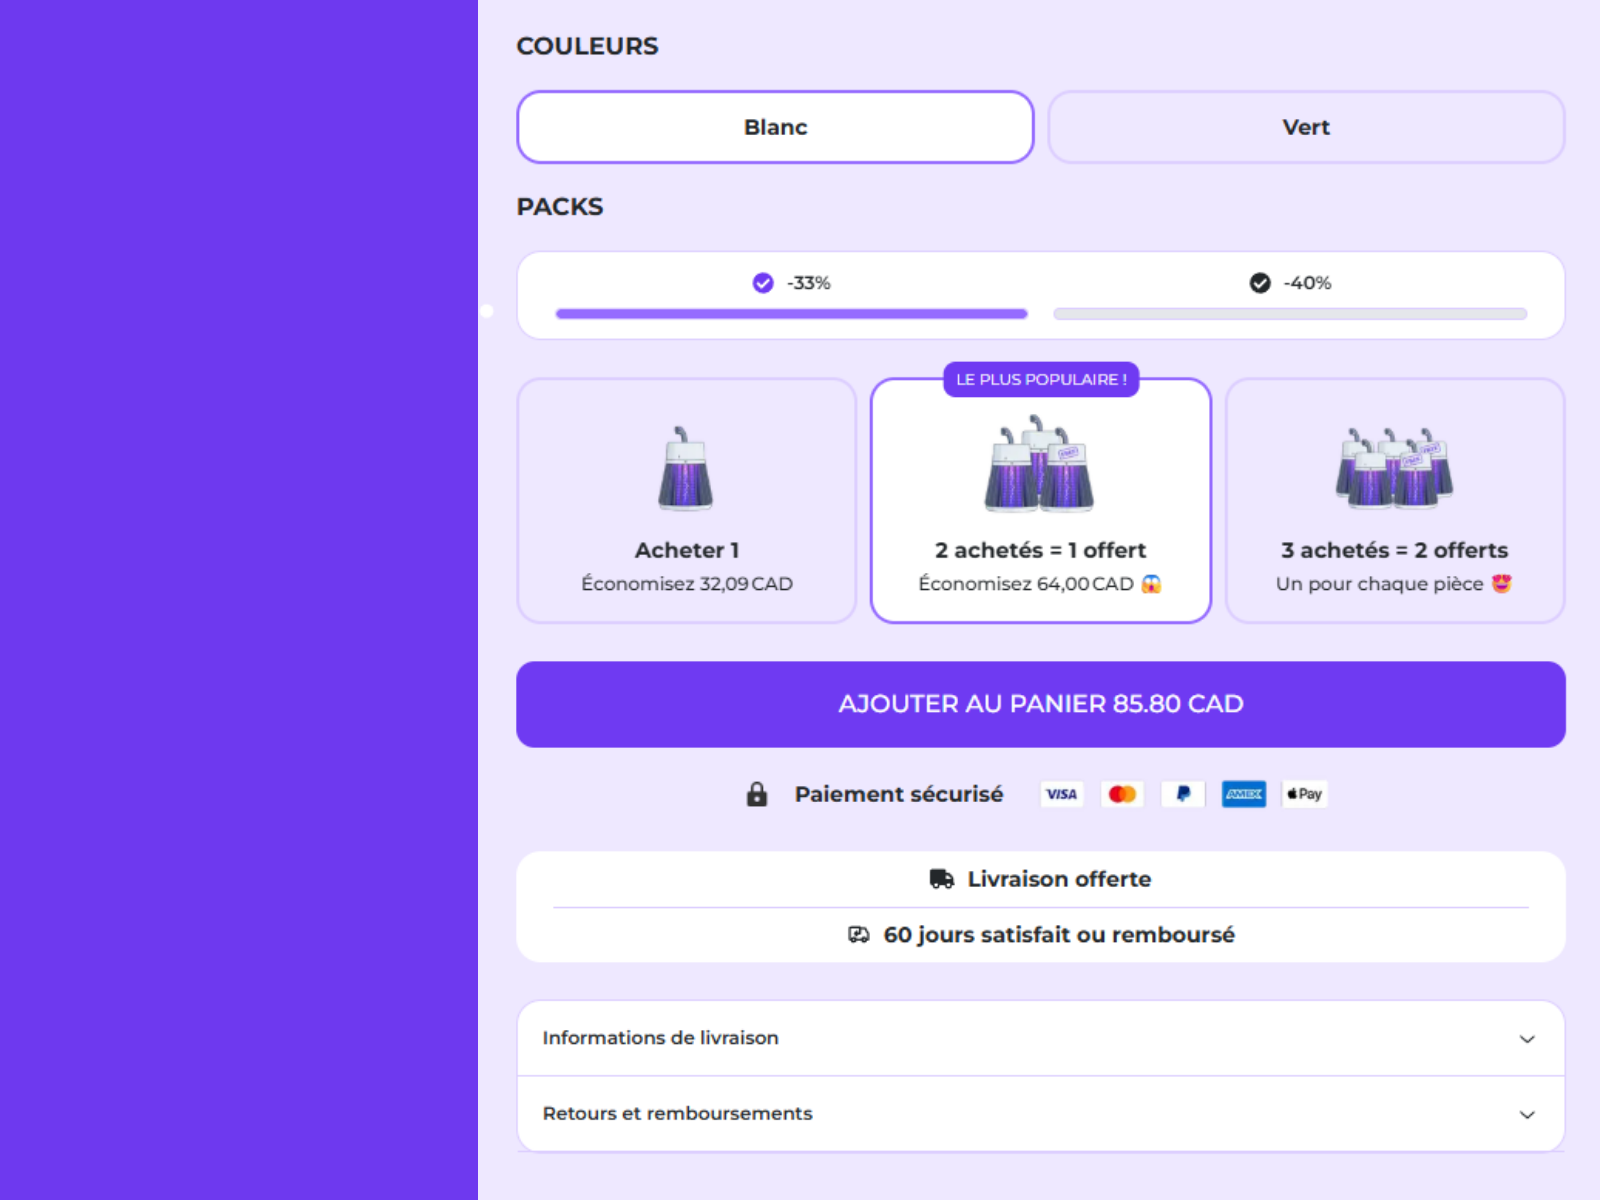 COULEURS
Blanc
Vert
PACKS
-33%
-40%
LE PLUS POPULAIRE !
Acheter 1
Économisez 32,09 CAD
2 achetés = 1 offert
Économisez 64,00 CAD 😱
3 achetés = 2 offerts
Un pour chaque pièce 😍
AJOUTER AU PANIER 85.80 CAD
Paiement sécurisé
VISA
AMEX
Pay
Livraison offerte
60 jours satisfait ou remboursé
Informations de livraison
Retours et remboursements